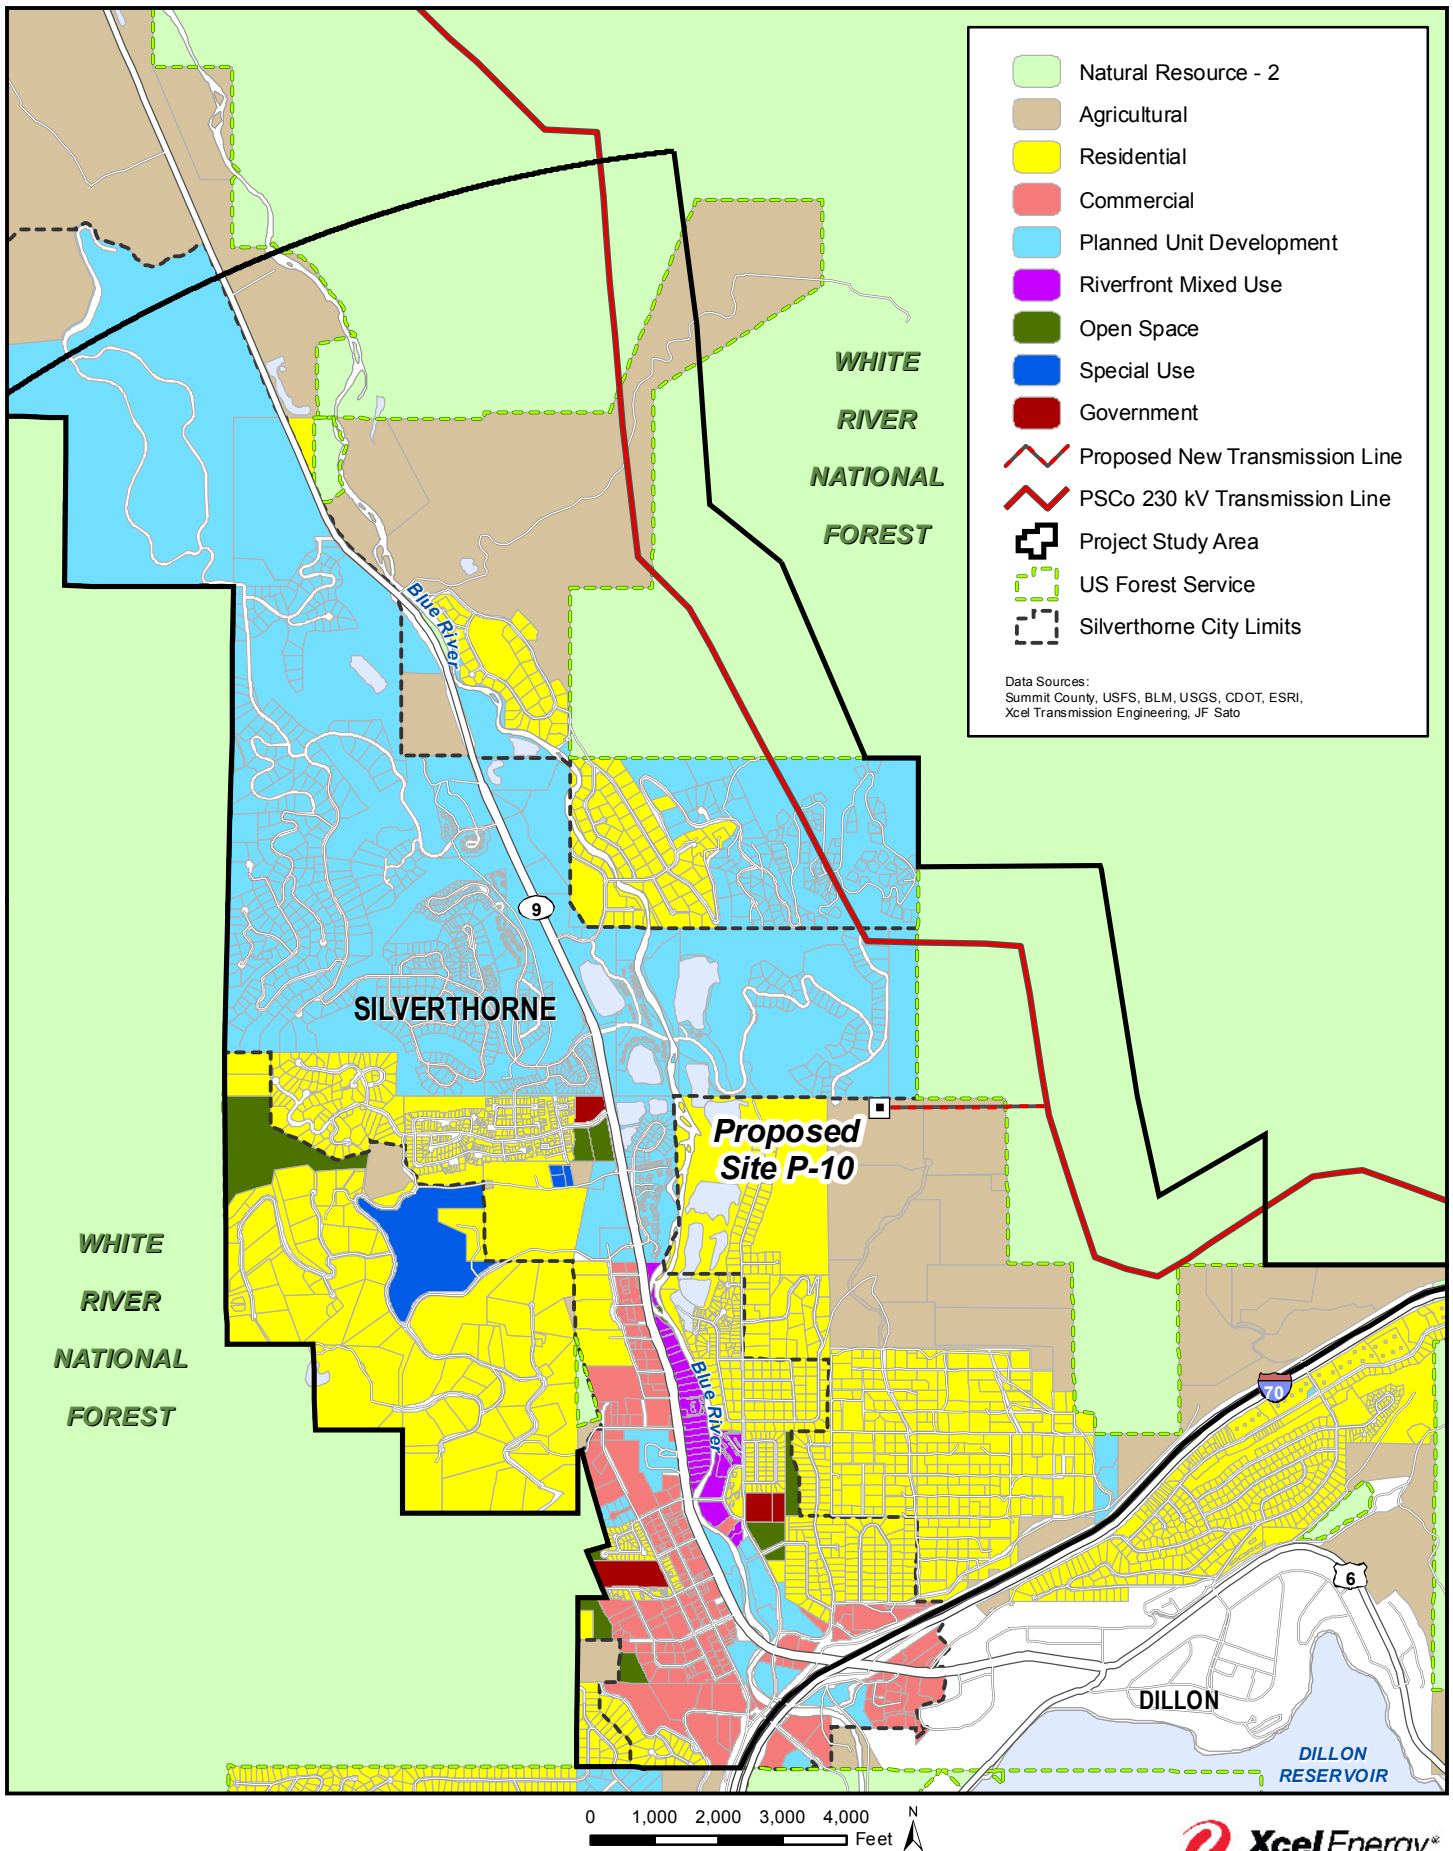 Natural Resource - 2
Agricultural
Residential
Commercial
Planned Unit Development
Riverfront Mixed Use
Open Space
Special Use
Government
Proposed New Transmission Line
PSCo 230 kV Transmission Line
Project Study Area
US Forest Service
Silverthorne City Limits
Data Sources:
Summit County, USFS, BLM, USGS, CDOT, ESRI,
Xcel Transmission Engineering, JF Sato
WHITE
RIVER
NATIONAL
FOREST
Blue River
9
SILVERTHORNE
Proposed
Site P-10
WHITE
RIVER
NATIONAL
FOREST
Blue River
70
6
DILLON
DILLON
RESERVOIR
0 1,000 2,000 3,000 4,000
Feet
N
Xcel Energy